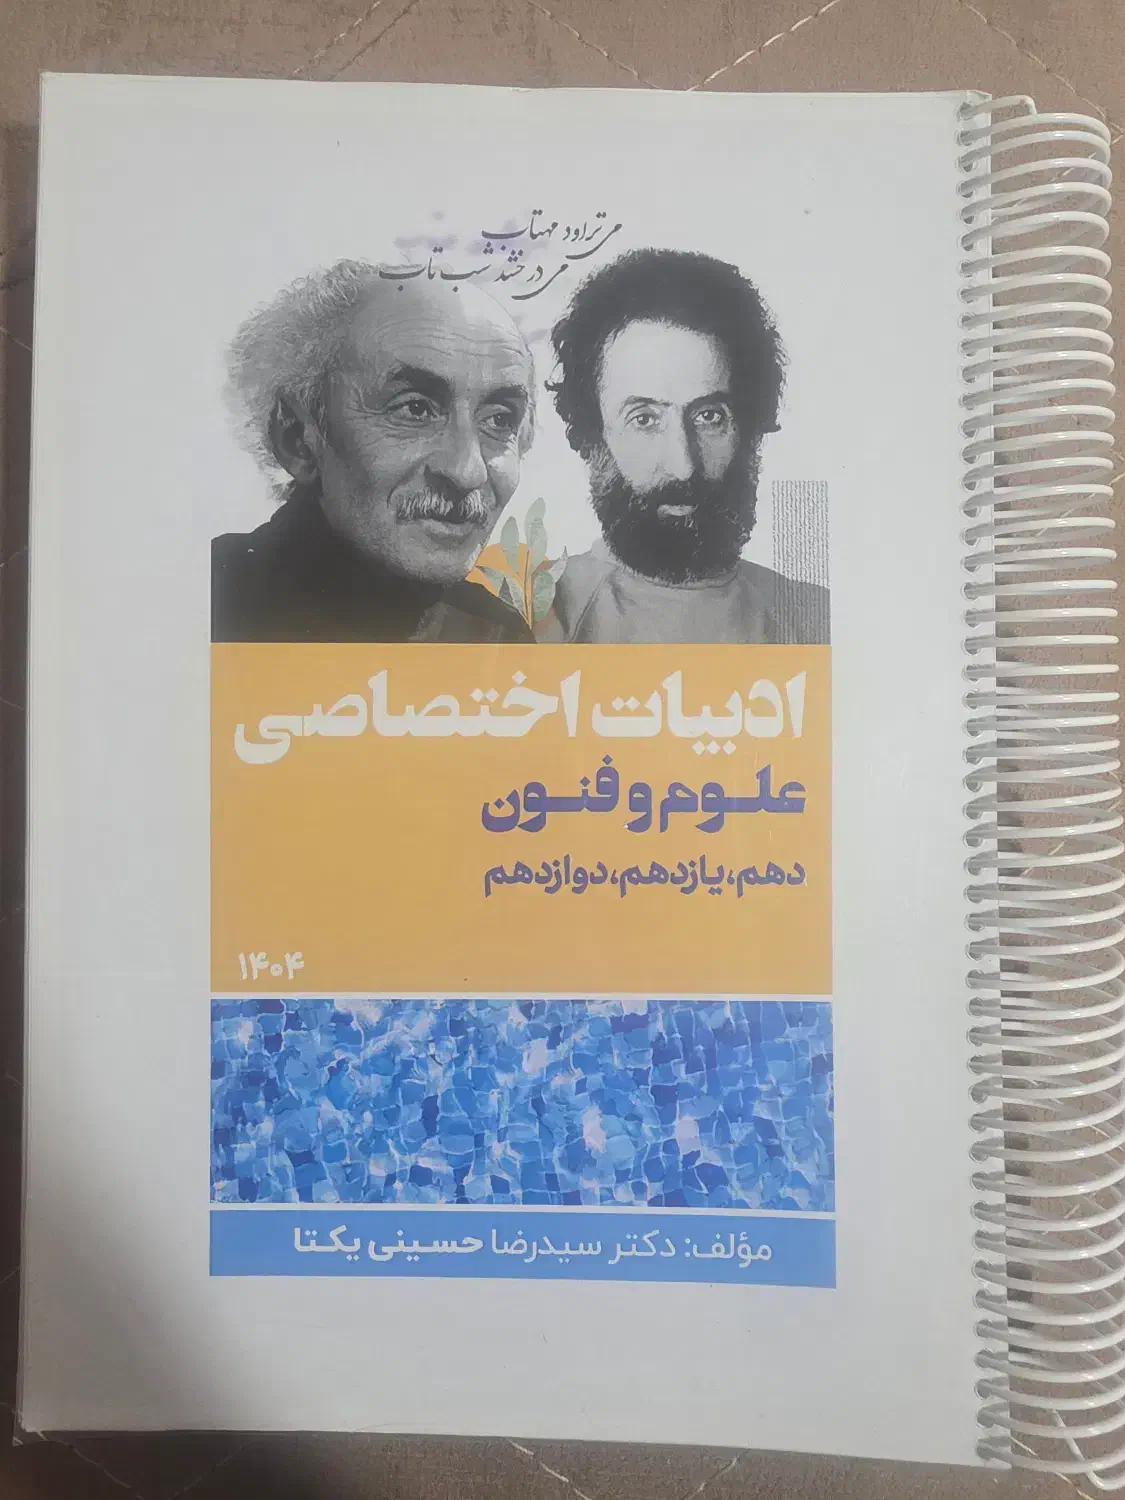 می تراود مهتاب
می درخشد شب تاب
ادبیات اختصاصی
علوم و فنون
دهم، یازدهم، دوازدهم
۱۴۰۴
مؤلف: دکتر سیدرضا حسینی یکتا